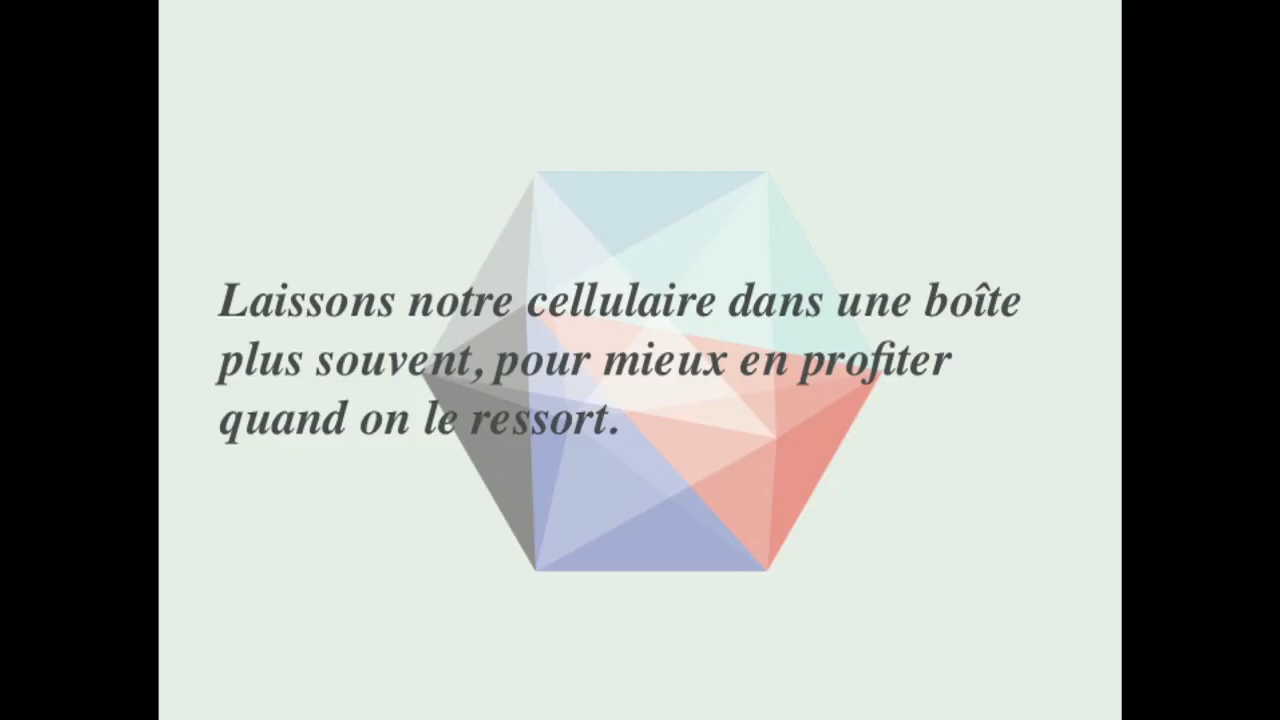 Laissons notre cellulaire dans une boîte
plus souvent, pour mieux en profiter
quand on le ressort.